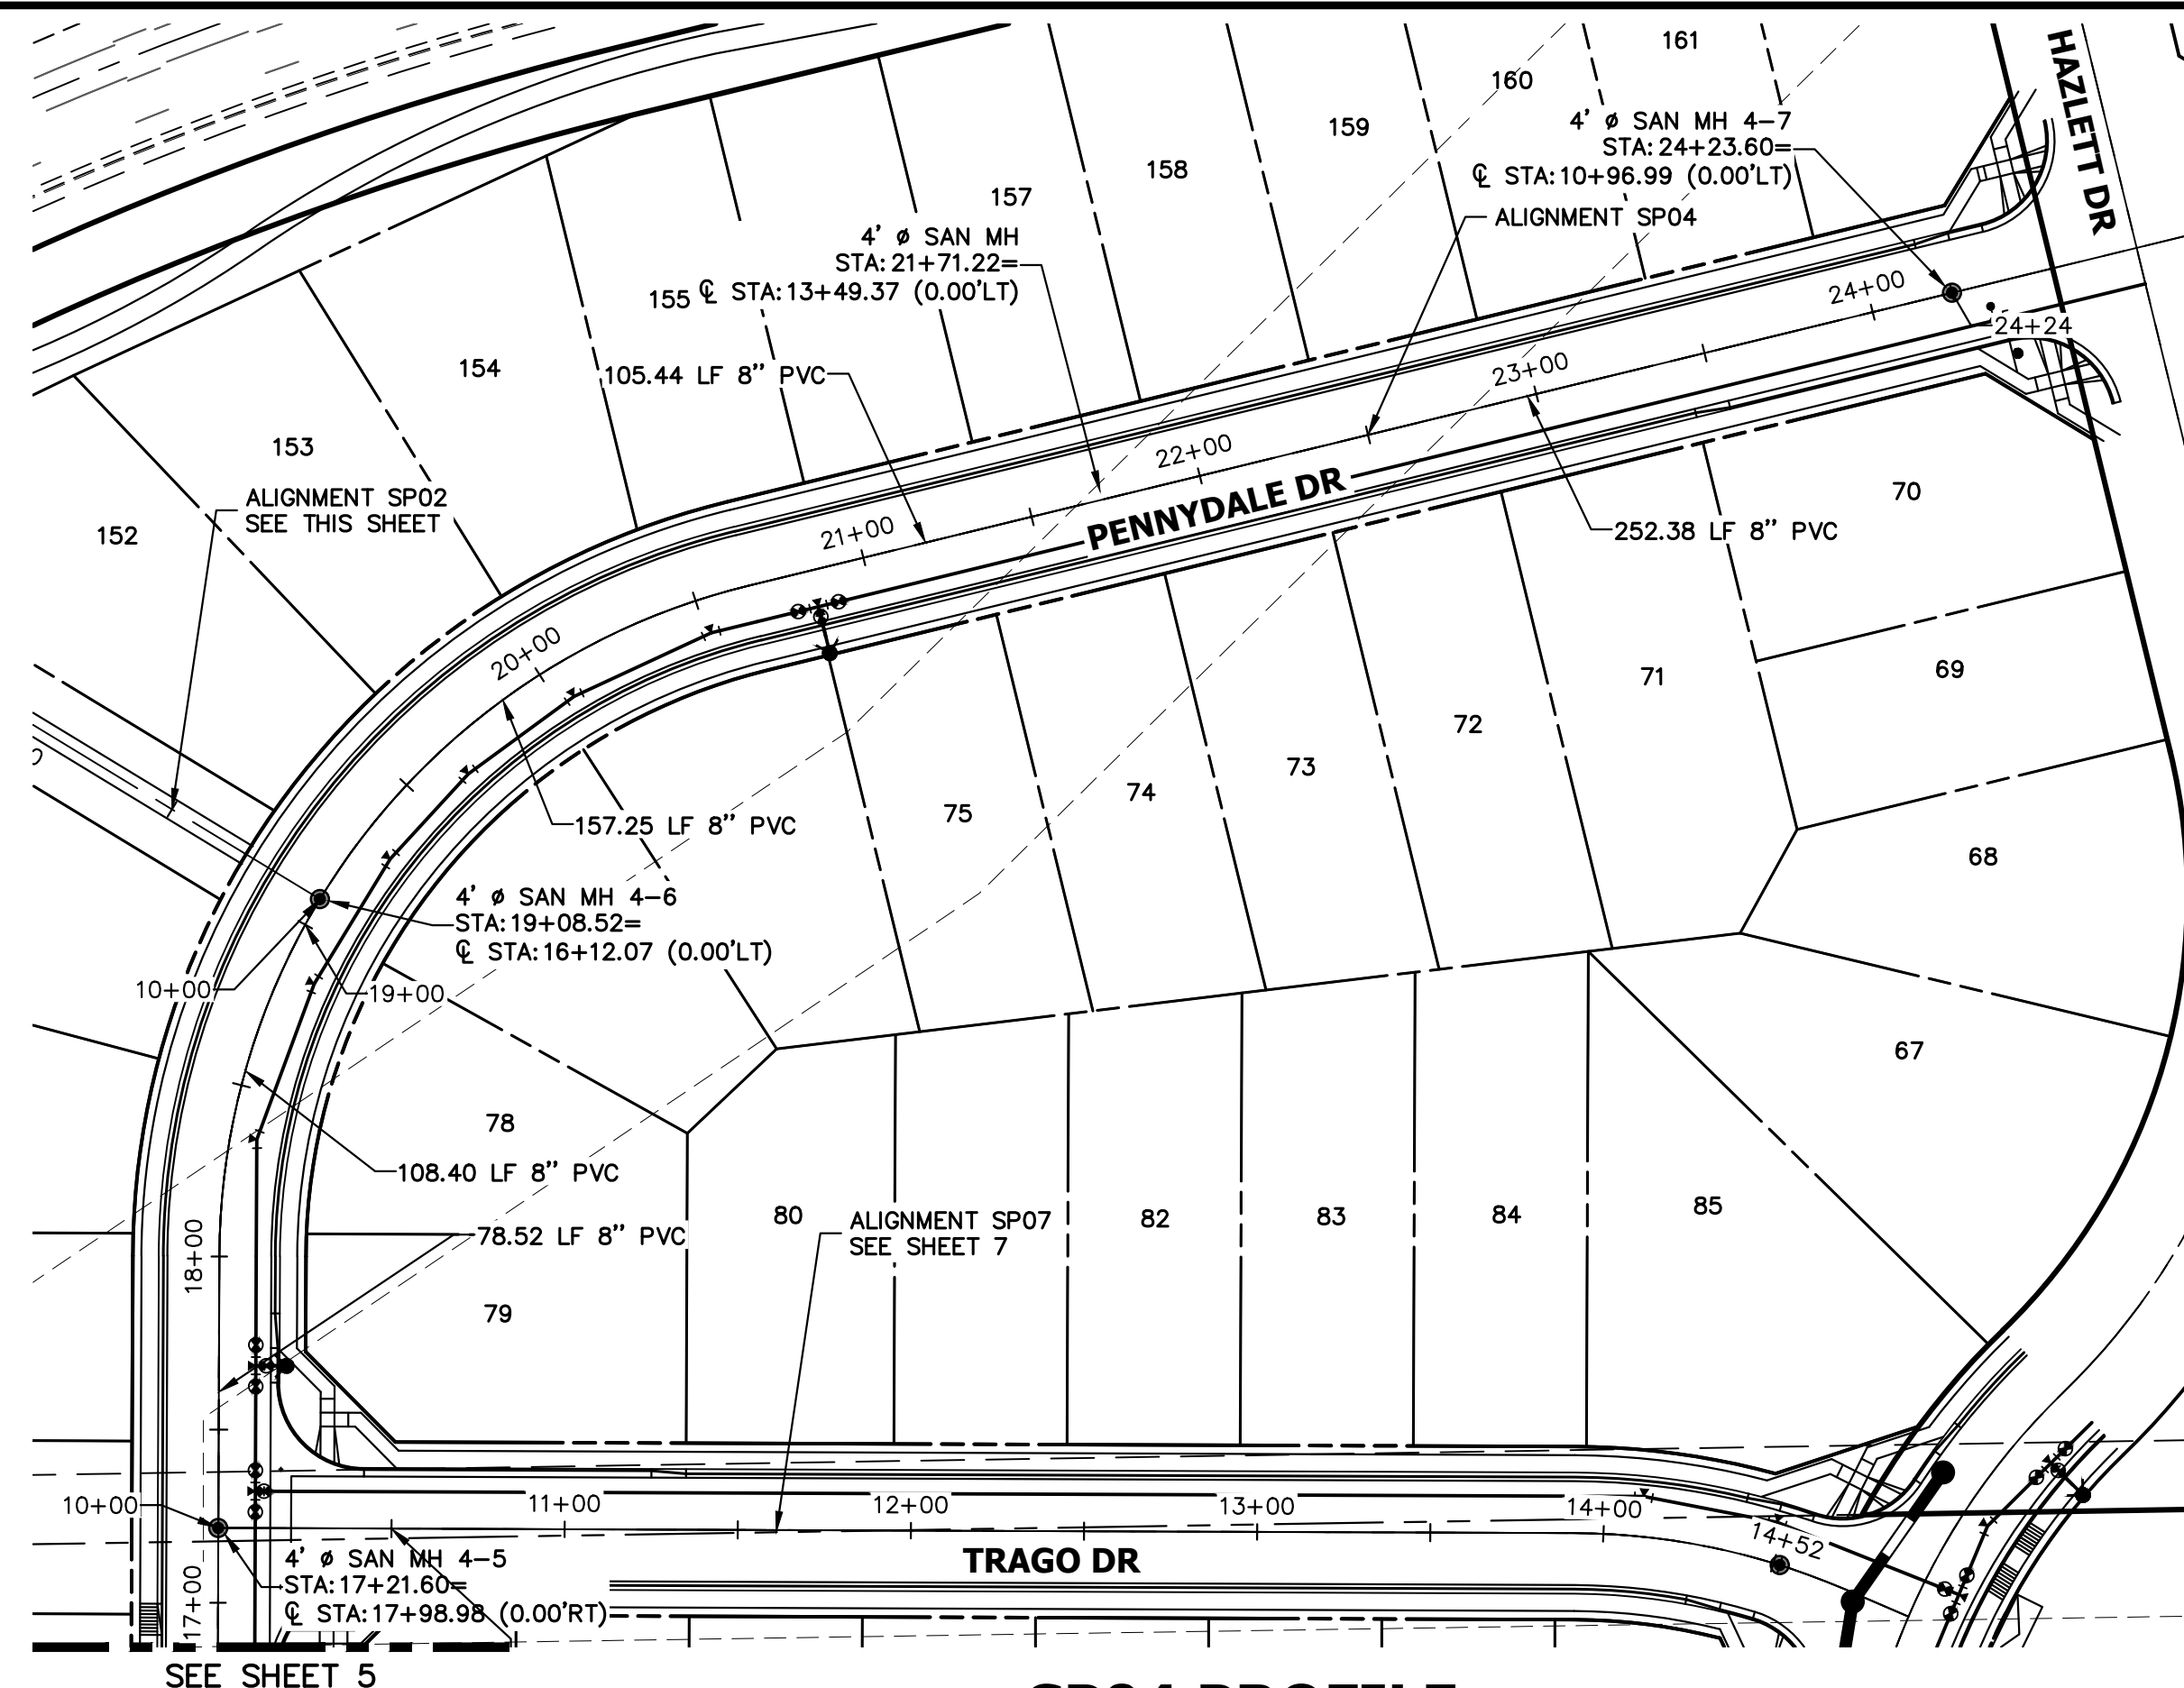 161
160
HAZLETT DR
4' ø SAN MH 4-7
STA:24+23.60=
℄ STA:10+96.99 (0.00'LT)
159
158
157
ALIGNMENT SP04
4' ø SAN MH
STA:21+71.22=
℄ STA:13+49.37 (0.00'LT)
155
24+00
24+24
154
105.44 LF 8" PVC
23+00
153
22+00
ALIGNMENT SP02
SEE THIS SHEET
152
21+00
PENNYDALE DR
252.38 LF 8" PVC
70
20+00
69
71
72
73
74
75
157.25 LF 8" PVC
68
4' ø SAN MH 4-6
STA:19+08.52=
℄ STA:16+12.07 (0.00'LT)
10+00
19+00
67
78
108.40 LF 8" PVC
78.52 LF 8" PVC
80
ALIGNMENT SP07
SEE SHEET 7
82
83
84
85
18+00
79
10+00
11+00
12+00
13+00
14+00
14+52
4' ø SAN MH 4-5
STA:17+21.60=
℄ STA:17+98.98 (0.00'RT)
TRAGO DR
17+00
SEE SHEET 5
SP04 PROFILE